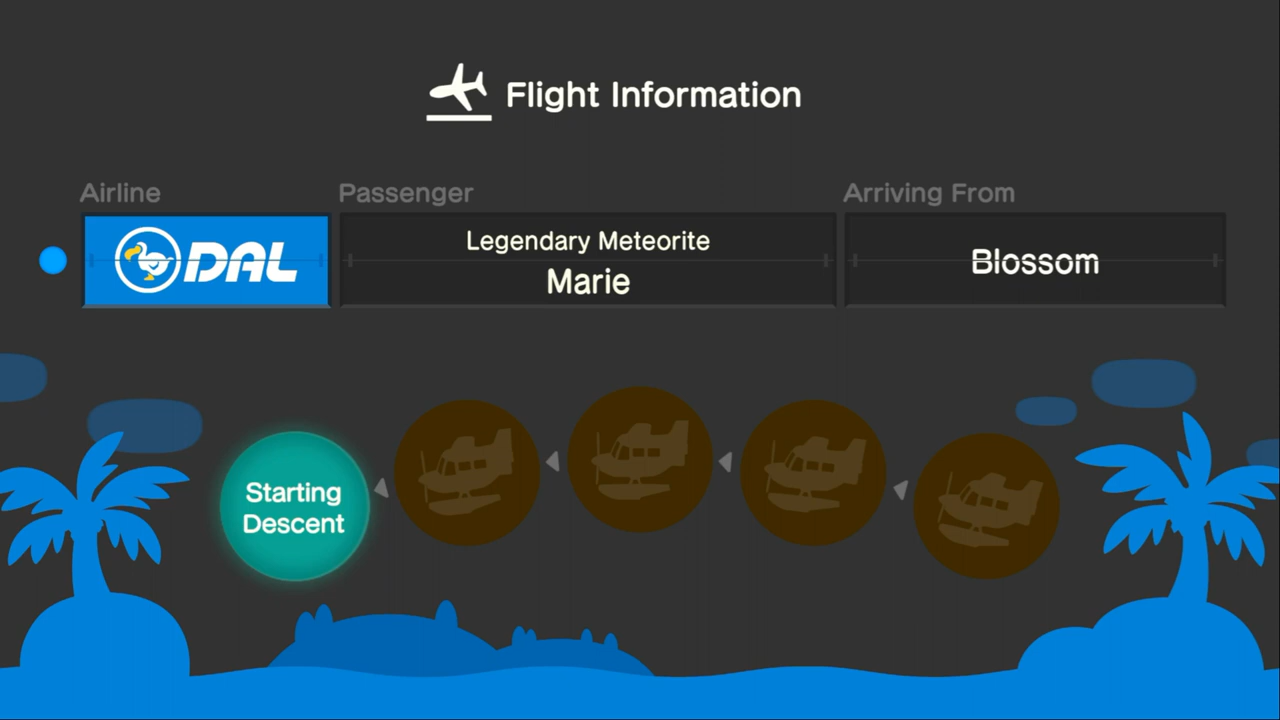 Flight Information
Airline
Passenger
Arriving From
DAL
Legendary Meteorite
Marie
Blossom
Starting
Descent